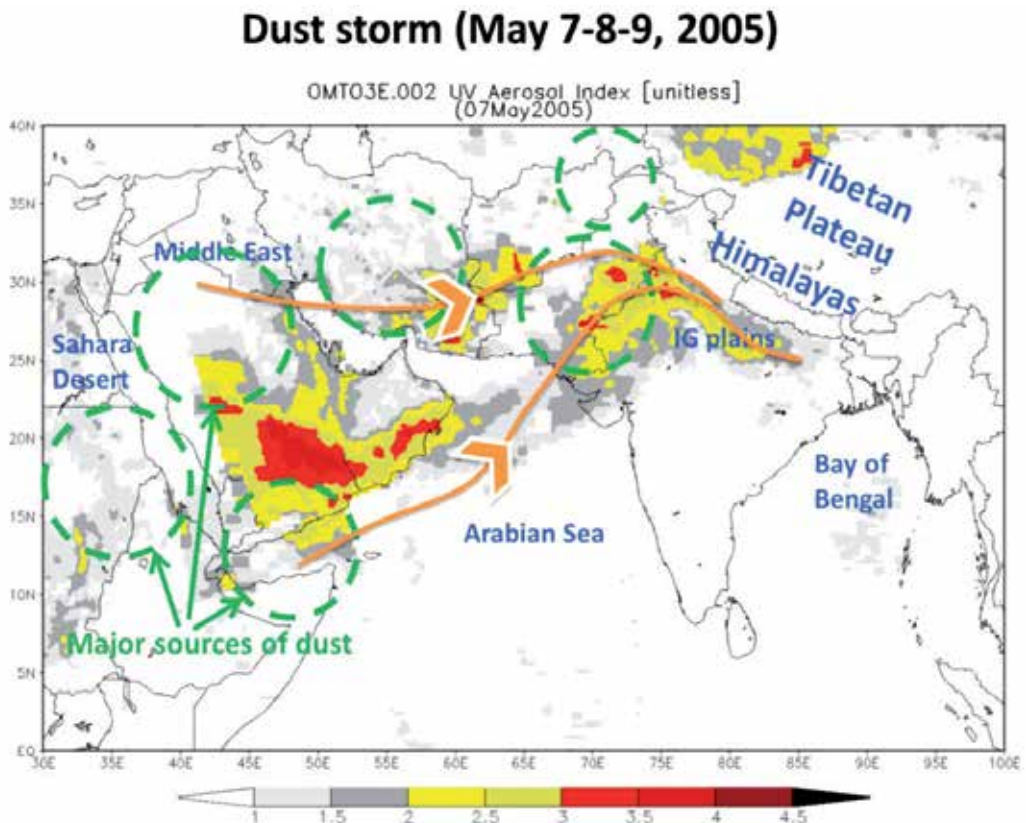 Dust storm (May 7-8-9, 2005)
OMTO3E.002 UV Aerosol Index [unitless]
(07May2005)
40N
35N
30N
25N
20N
15N
10N
5N
EQ
Tibetan
Plateau
Himalayas
Middle East
Sahara
Desert
IG plains
Bay of
Bengal
Arabian Sea
Major sources of dust
30E 35E 40E 45E 50E 55E 60E 65E 70E 75E 80E 85E 90E 95E 100E
1 1.5 2 2.5 3 3.5 4 4.5